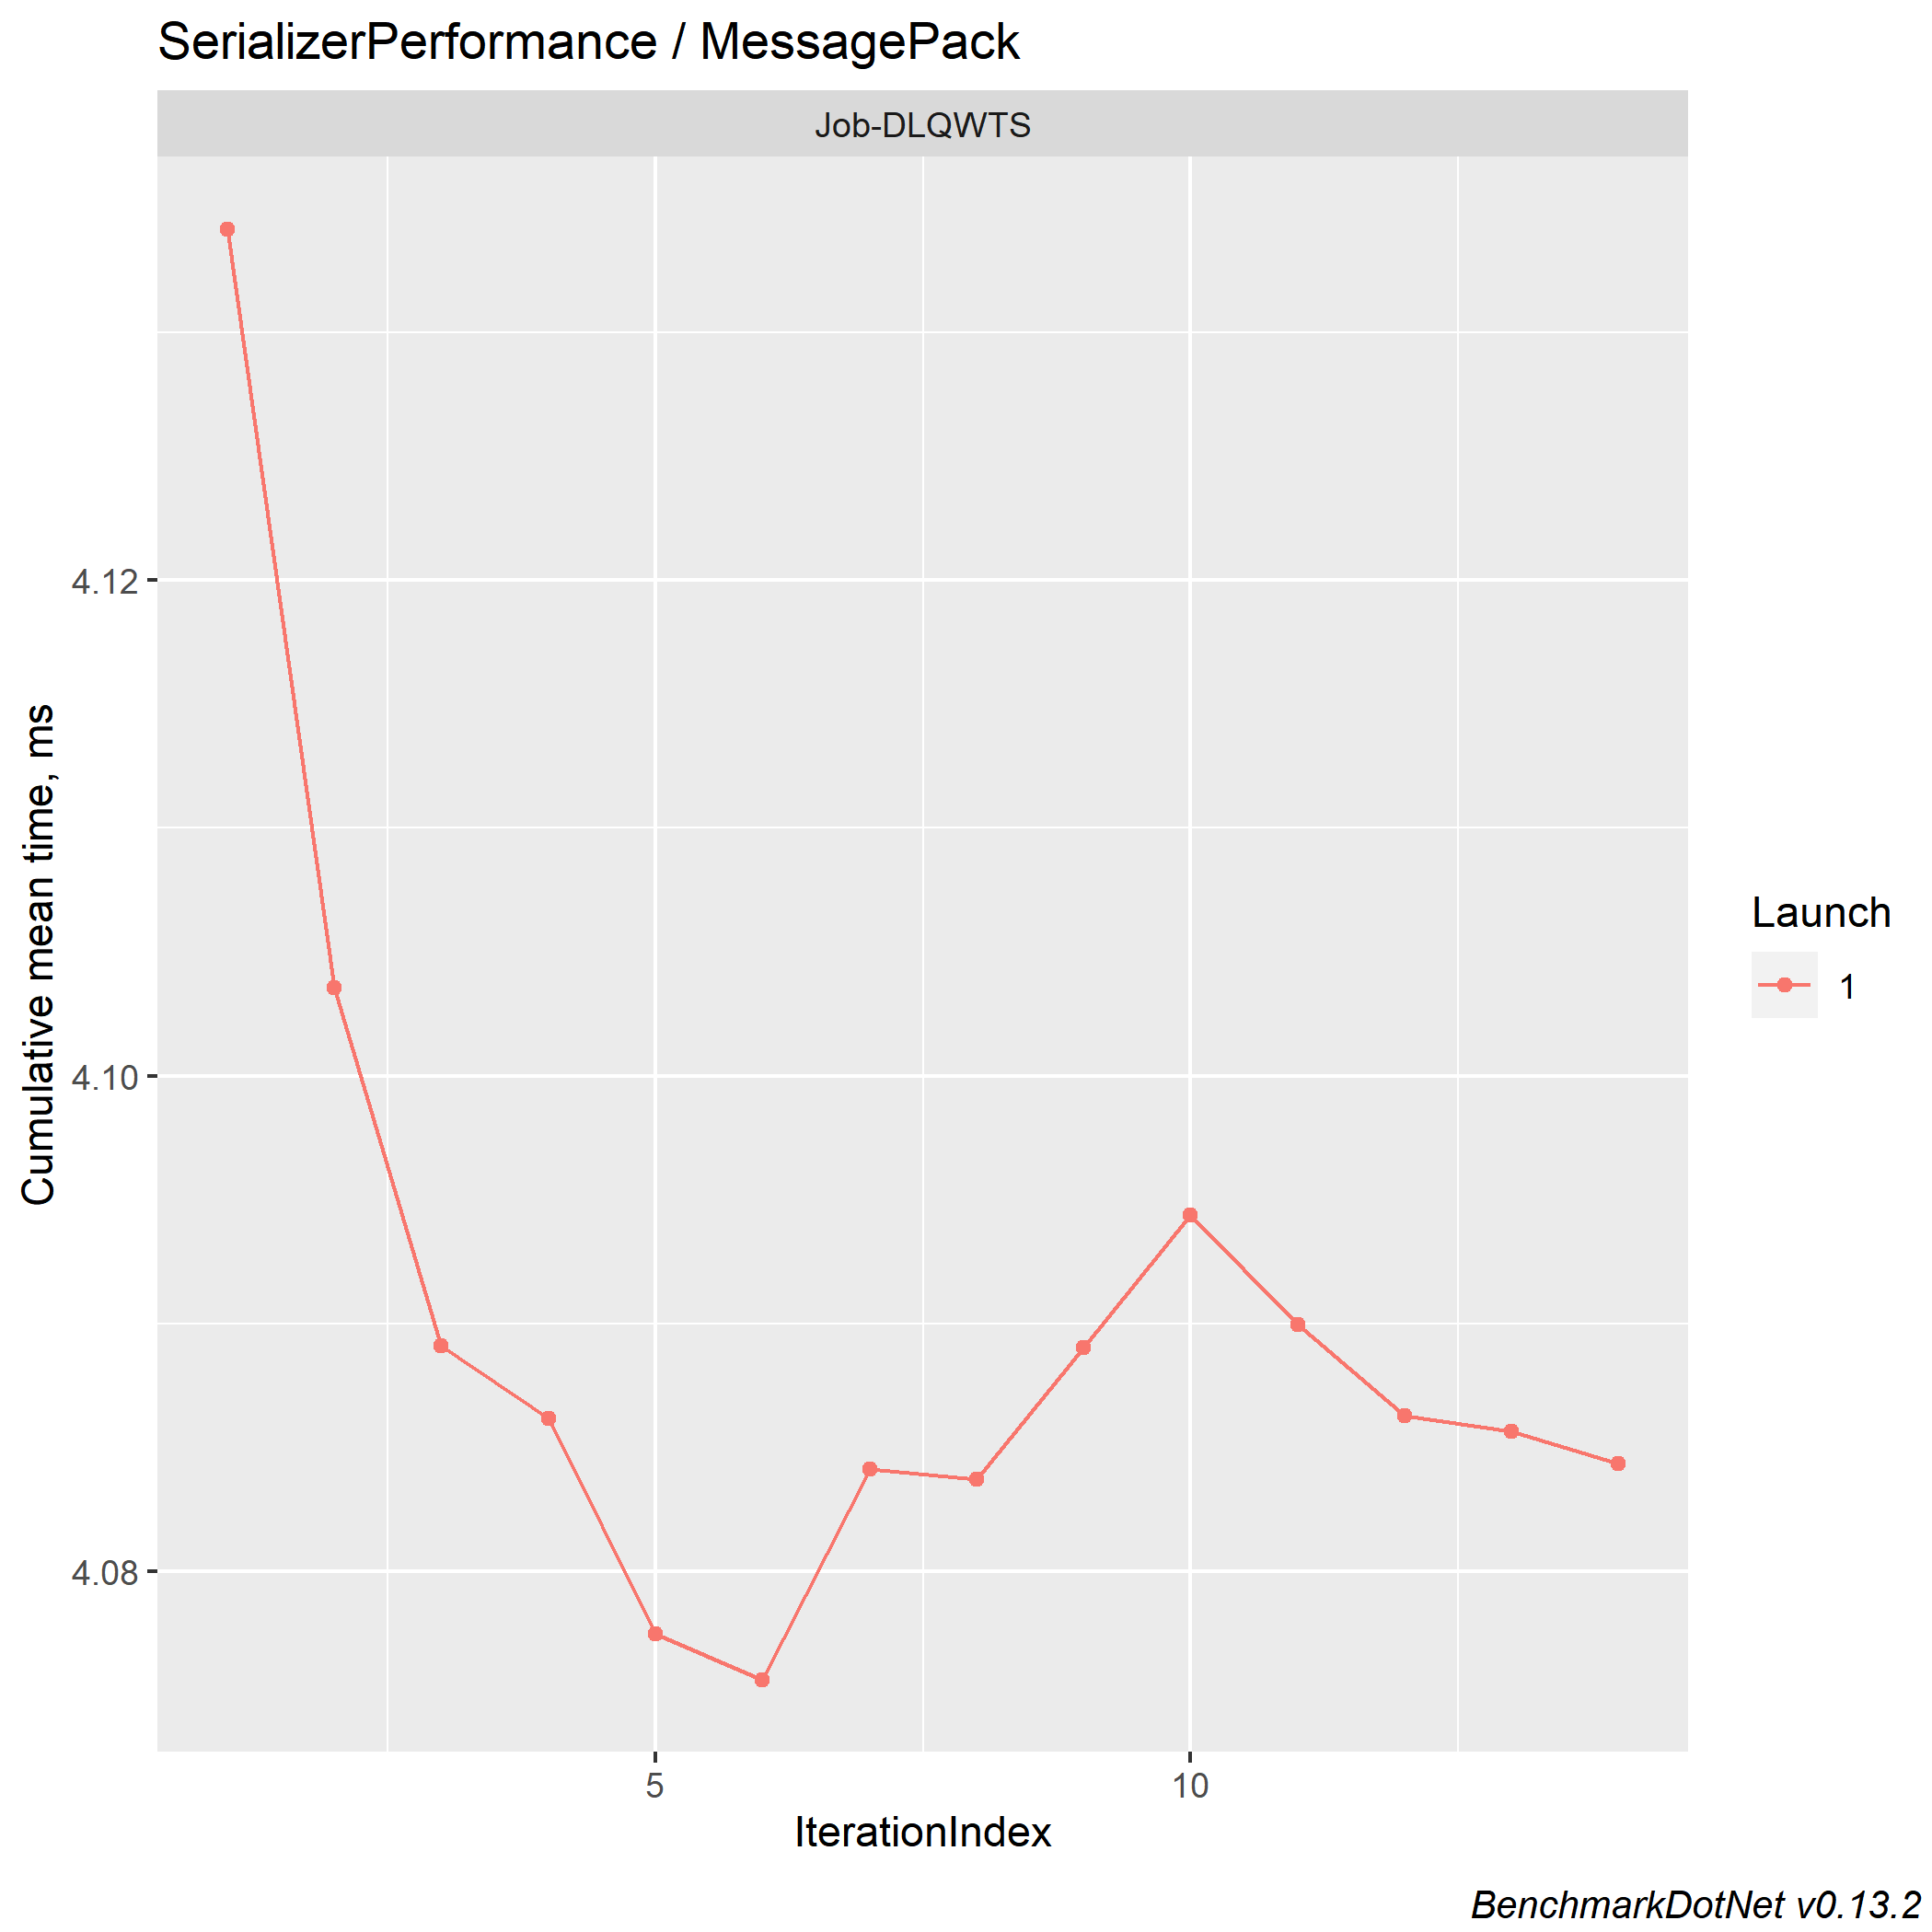 SerializerPerformance / MessagePack
Job-DLQWTS
4.12
4.10
4.08
Cumulative mean time, ms
5
10
IterationIndex
Launch
1
BenchmarkDotNet v0.13.2